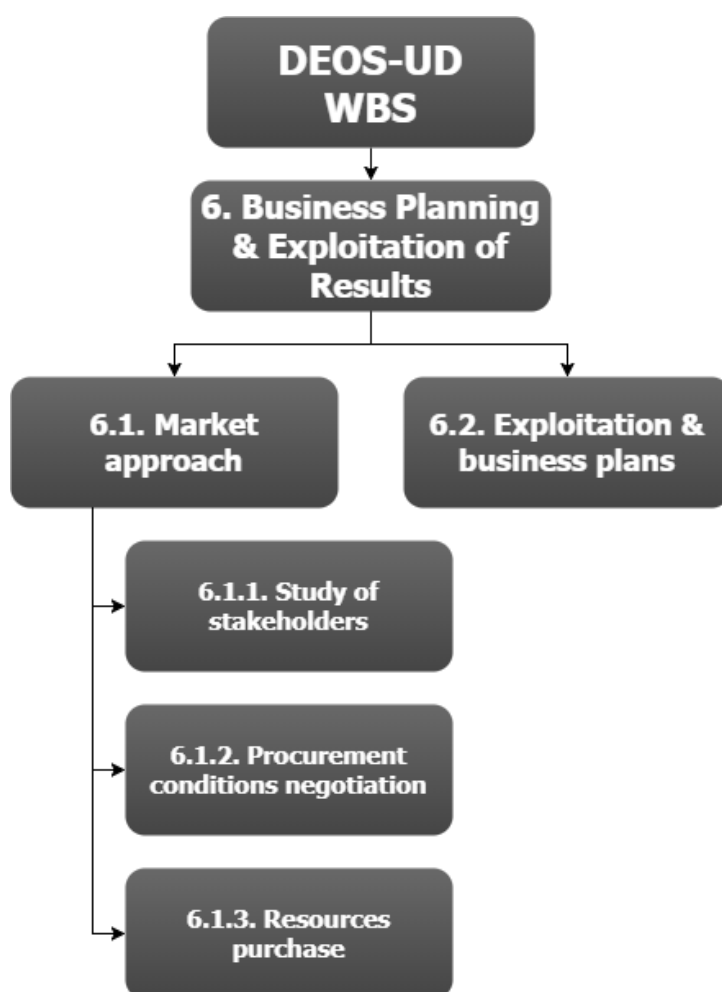 DEOS-UD
WBS
6. Business Planning
& Exploitation of
Results
6.1. Market
approach
6.2. Exploitation &
business plans
6.1.1. Study of
stakeholders
6.1.2. Procurement
conditions negotiation
6.1.3. Resources
purchase